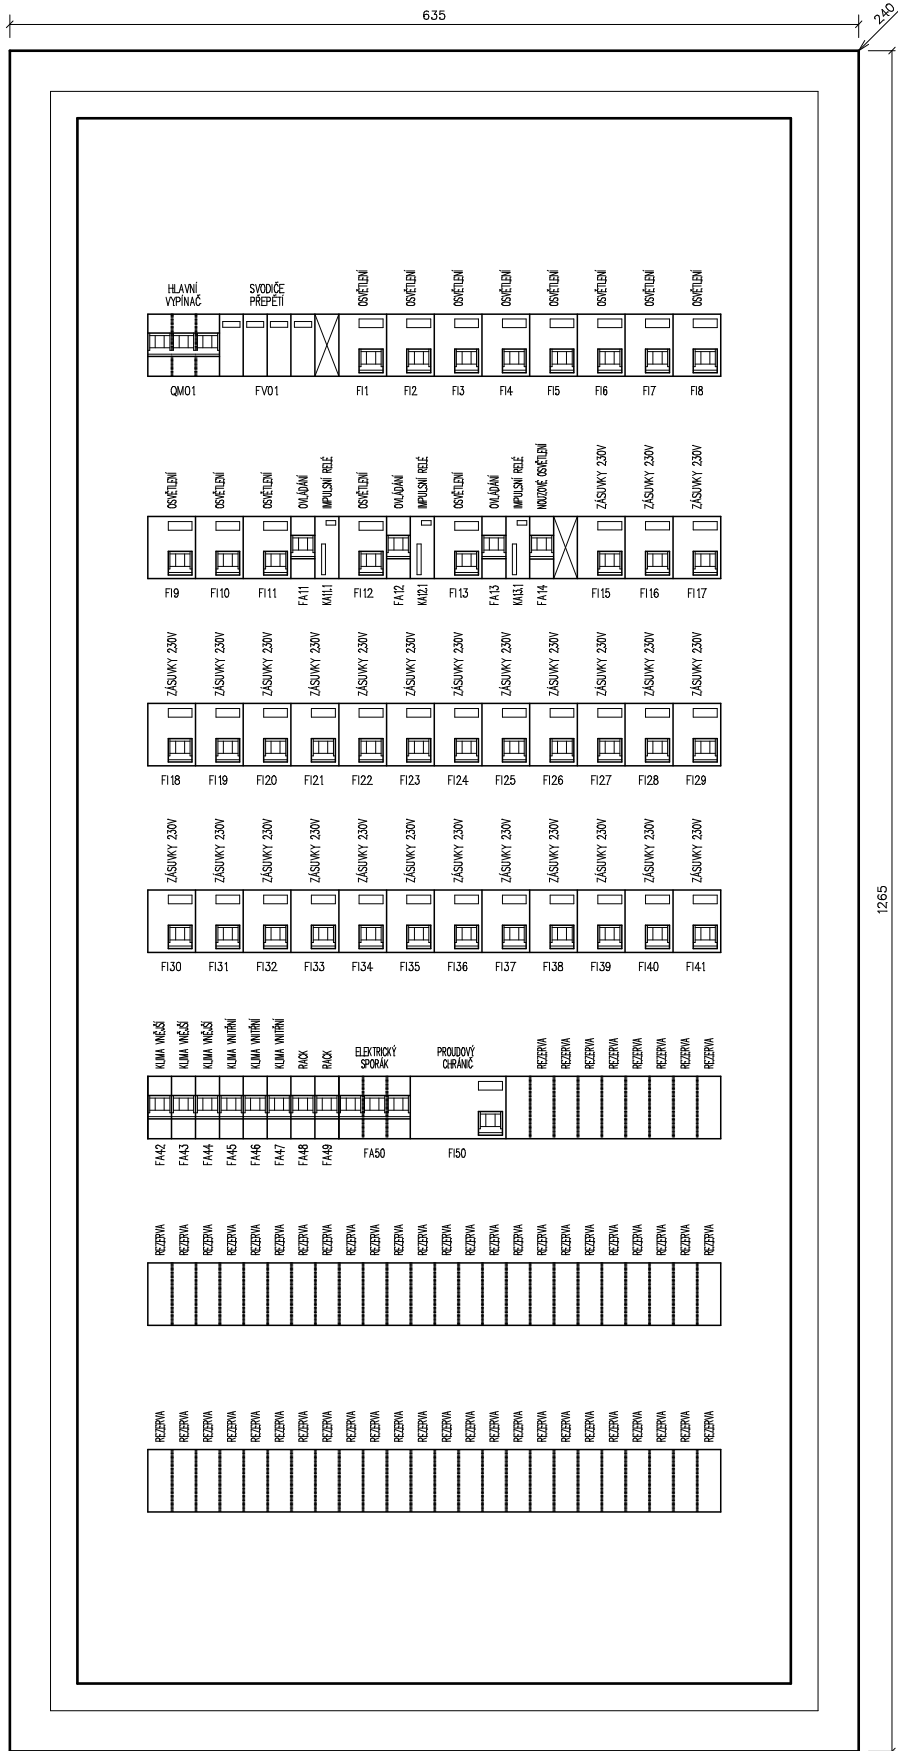 635
240
1265
HLAVNÍ
VYPÍNAČ
SVODIČE
PŘEPĚTÍ
OSVĚTLENÍ OSVĚTLENÍ OSVĚTLENÍ OSVĚTLENÍ OSVĚTLENÍ OSVĚTLENÍ OSVĚTLENÍ OSVĚTLENÍ
QM01 FV01 FI1 FI2 FI3 FI4 FI5 FI6 FI7 FI8
OSVĚTLENÍ OSVĚTLENÍ OSVĚTLENÍ OVLÁDÁNÍ IMPULSNÍ RELÉ OSVĚTLENÍ OVLÁDÁNÍ IMPULSNÍ RELÉ OSVĚTLENÍ OVLÁDÁNÍ IMPULSNÍ RELÉ NOUZOVÉ OSVĚTLENÍ ZÁSUVKY 230V ZÁSUVKY 230V ZÁSUVKY 230V
FI9 FI10 FI11 FA11 KA11.1 FI12 FA12 KA12.1 FI13 FA13 KA13.1 FA14 FI15 FI16 FI17
ZÁSUVKY 230V ZÁSUVKY 230V ZÁSUVKY 230V ZÁSUVKY 230V ZÁSUVKY 230V ZÁSUVKY 230V ZÁSUVKY 230V ZÁSUVKY 230V ZÁSUVKY 230V ZÁSUVKY 230V ZÁSUVKY 230V ZÁSUVKY 230V
FI18 FI19 FI20 FI21 FI22 FI23 FI24 FI25 FI26 FI27 FI28 FI29
ZÁSUVKY 230V ZÁSUVKY 230V ZÁSUVKY 230V ZÁSUVKY 230V ZÁSUVKY 230V ZÁSUVKY 230V ZÁSUVKY 230V ZÁSUVKY 230V ZÁSUVKY 230V ZÁSUVKY 230V ZÁSUVKY 230V ZÁSUVKY 230V
FI30 FI31 FI32 FI33 FI34 FI35 FI36 FI37 FI38 FI39 FI40 FI41
KLIMA VNĚJŠÍ KLIMA VNĚJŠÍ KLIMA VNĚJŠÍ KLIMA VNITŘNÍ KLIMA VNITŘNÍ KLIMA VNITŘNÍ RACK RACK
ELEKTRICKÝ
SPORÁK
PROUDOVÝ
CHRÁNIČ
REZERVA REZERVA REZERVA REZERVA REZERVA REZERVA REZERVA REZERVA
FA42 FA43 FA44 FA45 FA46 FA47 FA48 FA49 FA50 FI50
REZERVA REZERVA REZERVA REZERVA REZERVA REZERVA REZERVA REZERVA REZERVA REZERVA REZERVA REZERVA REZERVA REZERVA REZERVA REZERVA REZERVA REZERVA REZERVA REZERVA REZERVA REZERVA REZERVA REZERVA
REZERVA REZERVA REZERVA REZERVA REZERVA REZERVA REZERVA REZERVA REZERVA REZERVA REZERVA REZERVA REZERVA REZERVA REZERVA REZERVA REZERVA REZERVA REZERVA REZERVA REZERVA REZERVA REZERVA REZERVA